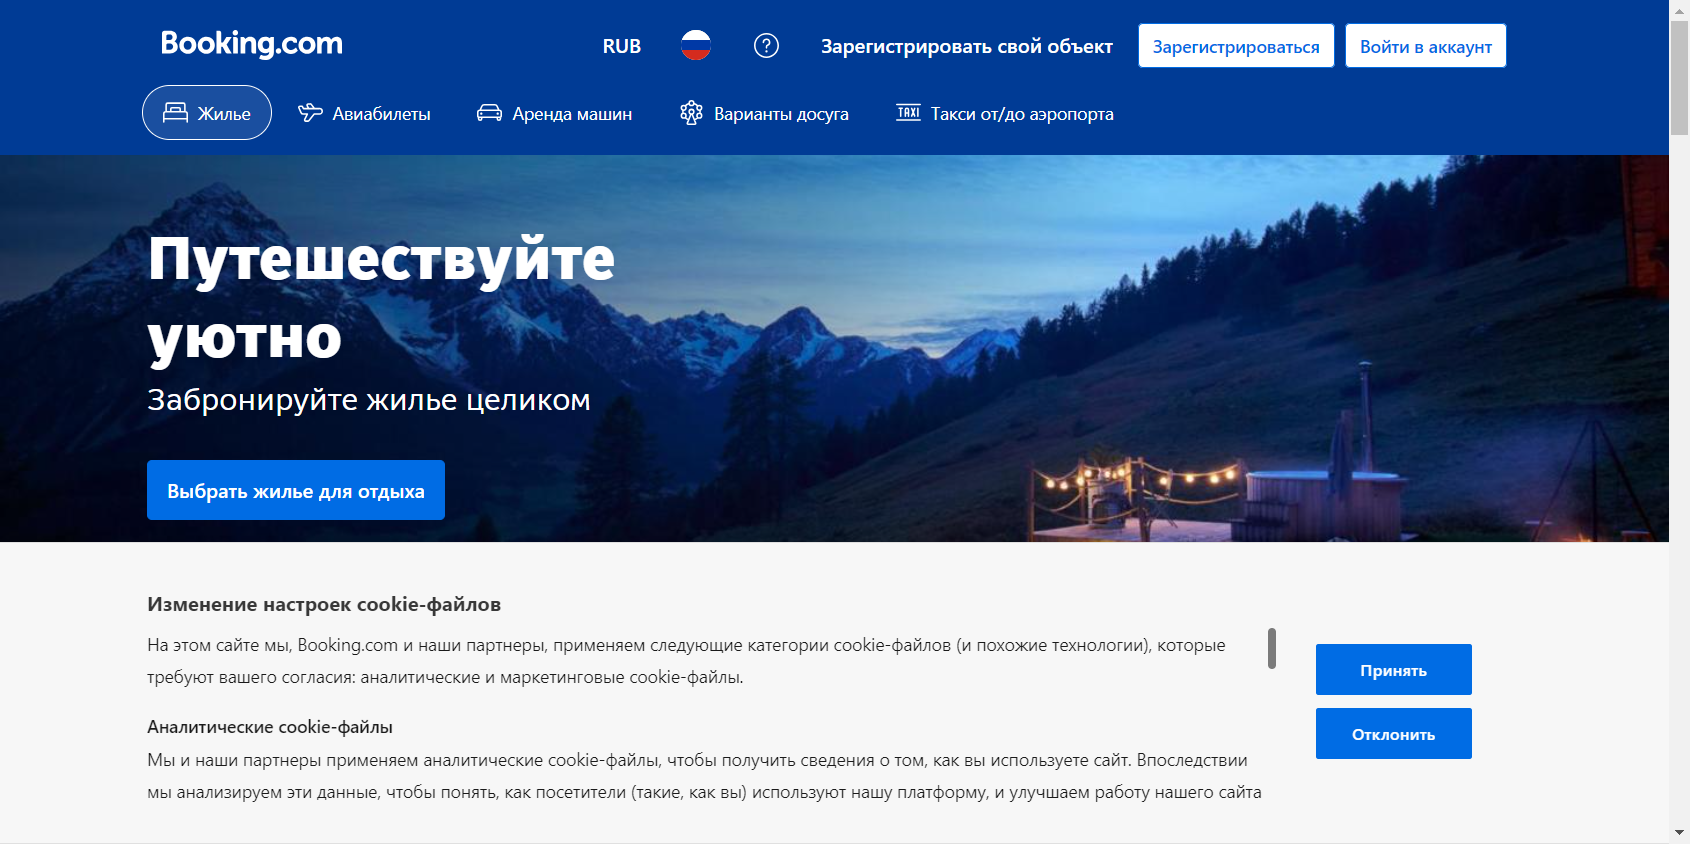 Booking.com
RUB
?
Зарегистрировать свой объект
Зарегистрироваться
Войти в аккаунт
Жилье
Авиабилеты
Аренда машин
Варианты досуга
TAXI
Такси от/до аэропорта
Путешествуйте
уютно
Забронируйте жилье целиком
Выбрать жилье для отдыха
Изменение настроек cookie-файлов
На этом сайте мы, Booking.com и наши партнеры, применяем следующие категории cookie-файлов (и похожие технологии), которые
требуют вашего согласия: аналитические и маркетинговые cookie-файлы.
Аналитические cookie-файлы
Мы и наши партнеры применяем аналитические cookie-файлы, чтобы получить сведения о том, как вы используете сайт. Впоследствии
мы анализируем эти данные, чтобы понять, как посетители (такие, как вы) используют нашу платформу, и улучшаем работу нашего сайта
Принять
Отклонить